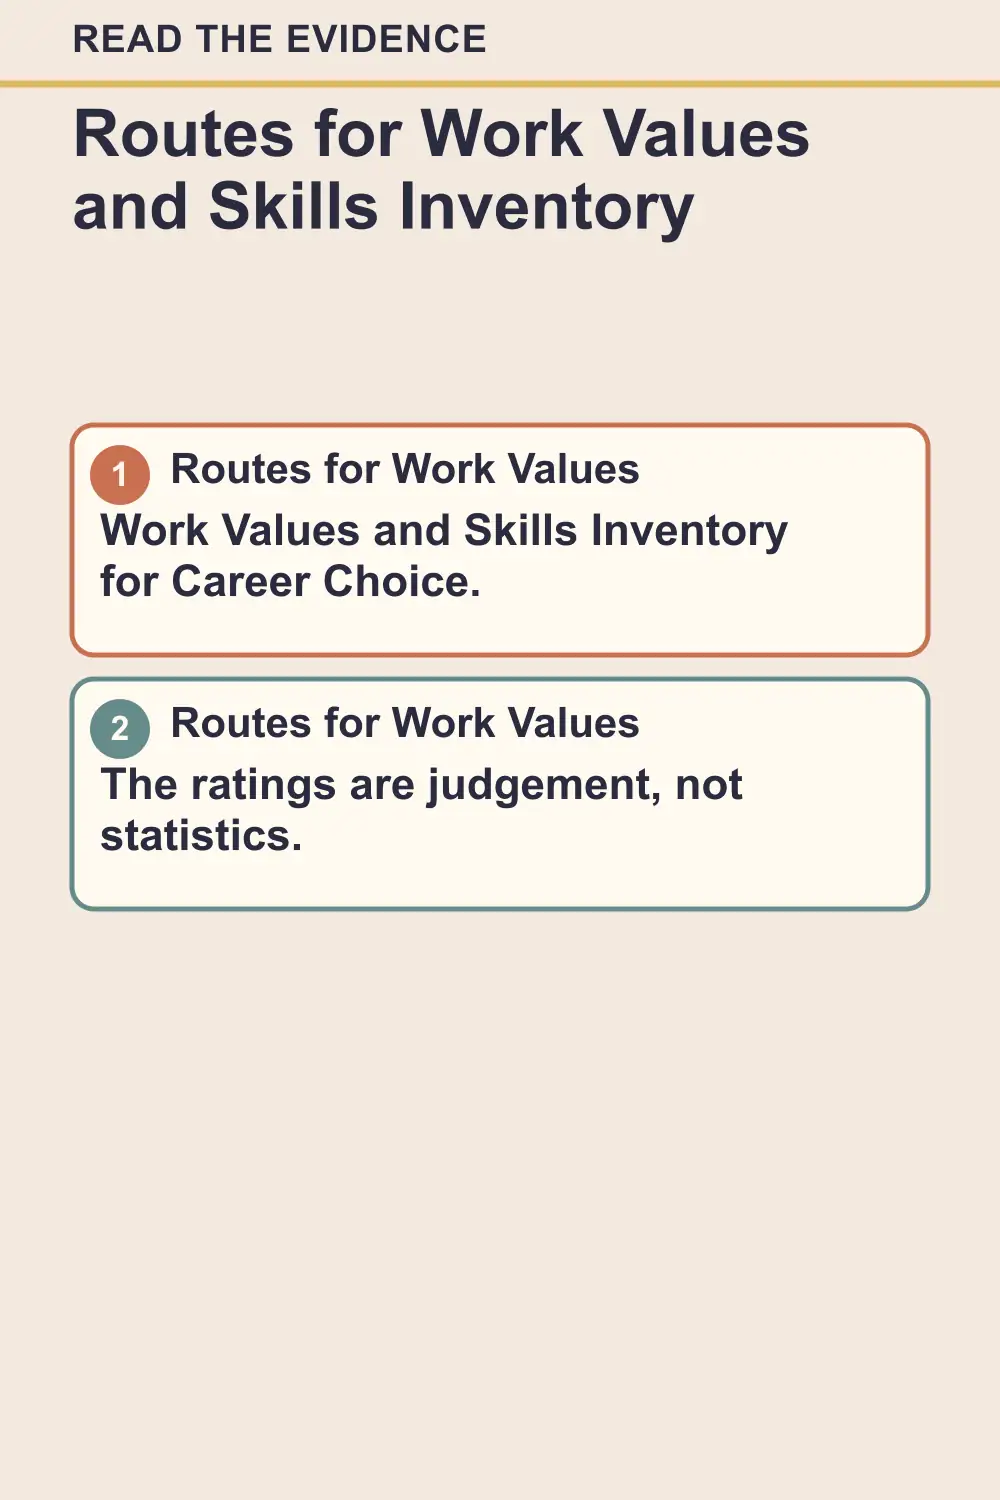 READ THE EVIDENCE
Routes for Work Values
and Skills Inventory
1
Routes for Work Values
Work Values and Skills Inventory
for Career Choice.
2
Routes for Work Values
The ratings are judgement, not
statistics.